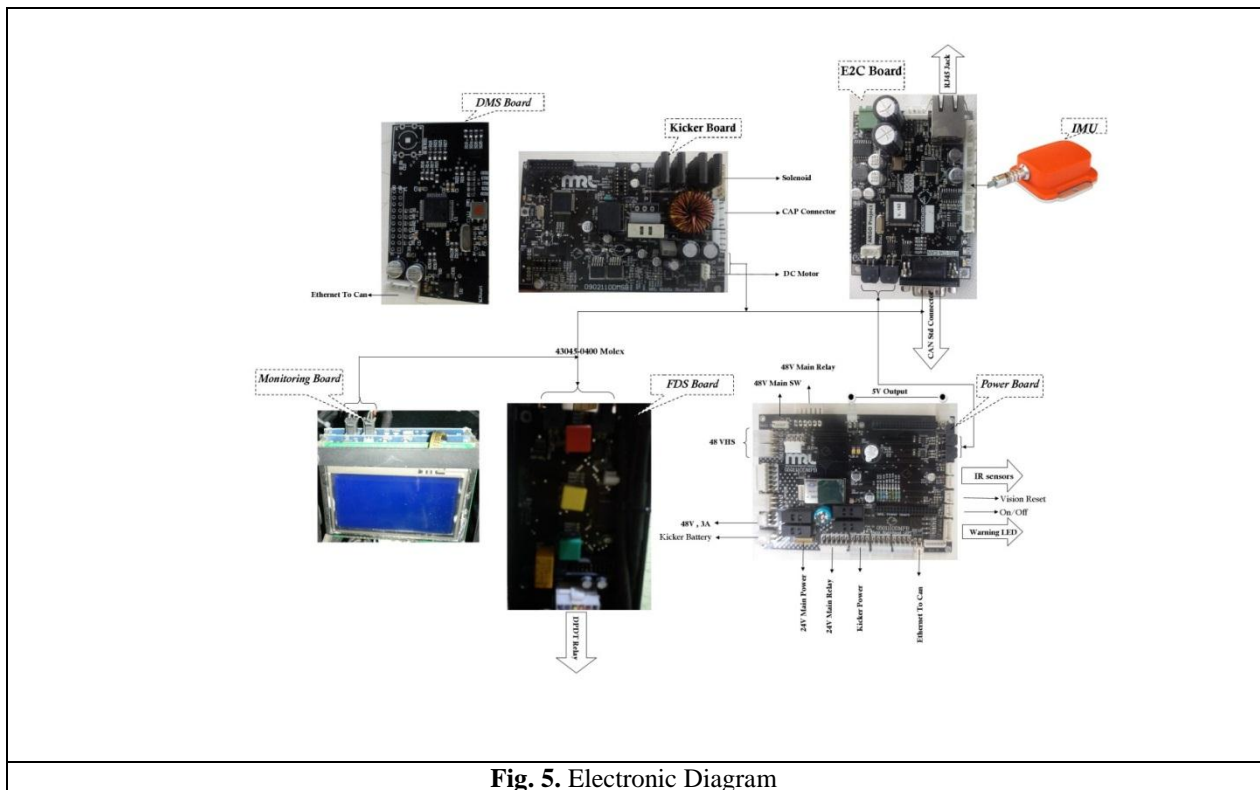 E2C Board
RJ45 Jack
DMS Board
Kicker Board
IMU
MRL
Solenoid
CAP Connector
DC Motor
Ethernet To Can
CAN Std Connector
43045-0400 Molex
Monitoring Board
FDS Board
48V Main Relay
48V Main SW
5V Output
Power Board
48 VHS
MRL
IR sensors
Vision Reset
On/Off
48V , 3A
Kicker Battery
Warning LED
24V Main Power
24V Main Relay
Kicker Power
Ethernet To Can
DPDT Relay
Fig. 5. Electronic Diagram